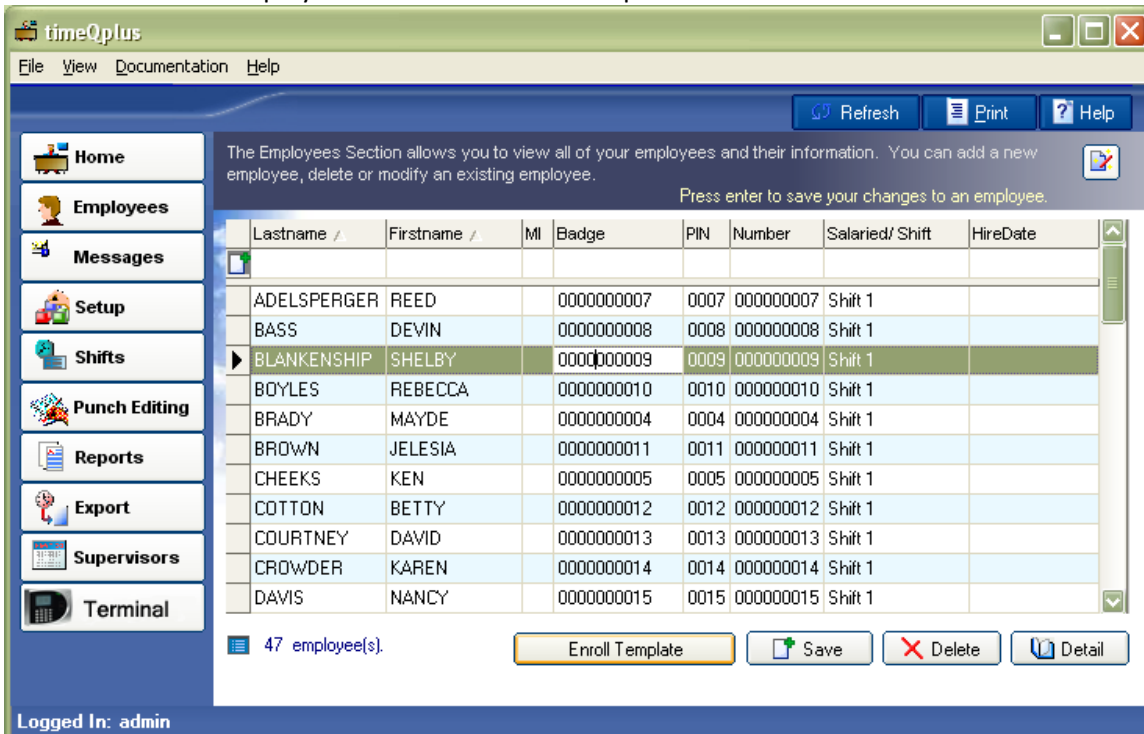 timeQplus
File View Documentation Help
Refresh Print Help
Home
The Employees Section allows you to view all of your employees and their information. You can add a new
employee, delete or modify an existing employee.
Press enter to save your changes to an employee.
Employees
Messages
Setup
Shifts
Punch Editing
Reports
Export
Supervisors
Terminal
Lastname Firstname MI Badge PIN Number Salaried/ Shift HireDate
ADELSPERGER REED 0000000007 0007 000000007 Shift 1
BASS DEVIN 0000000008 0008 000000008 Shift 1
BLANKENSHIP SHELBY 0000000009 0009 000000009 Shift 1
BOYLES REBECCA 0000000010 0010 000000010 Shift 1
BRADY MAYDE 0000000004 0004 000000004 Shift 1
BROWN JELESIA 0000000011 0011 000000011 Shift 1
CHEEKS KEN 0000000005 0005 000000005 Shift 1
COTTON BETTY 0000000012 0012 000000012 Shift 1
COURTNEY DAVID 0000000013 0013 000000013 Shift 1
CROWDER KAREN 0000000014 0014 000000014 Shift 1
DAVIS NANCY 0000000015 0015 000000015 Shift 1
47 employee(s). Enroll Template Save Delete Detail
Logged In: admin